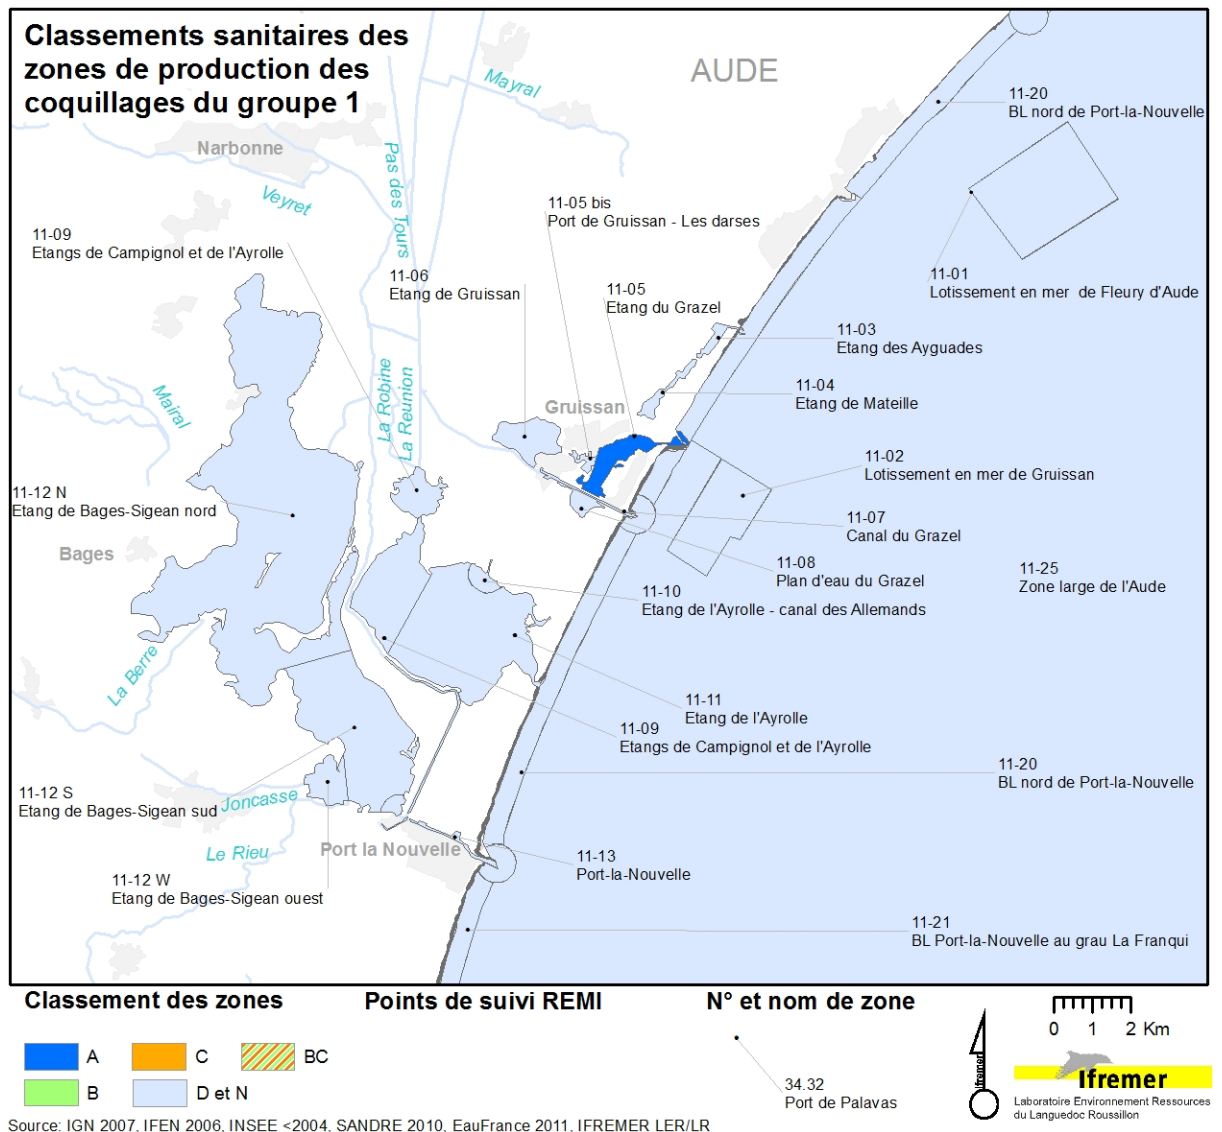 Classements sanitaires des
zones de production des
coquillages du groupe 1
AUDE
Mayral
11-20
BL nord de Port-la-Nouvelle
Narbonne
Pas des Tours
Veyret
11-05 bis
Port de Gruissan - Les darses
11-09
Etangs de Campignol et de l'Ayrolle
11-06
Etang de Gruissan
11-05
Etang du Grazel
11-01
Lotissement en mer de Fleury d'Aude
11-03
Etang des Ayguades
La Robine
La Reunion
Mairal
11-04
Etang de Mateille
Gruissan
11-02
Lotissement en mer de Gruissan
11-12 N
Etang de Bages-Sigean nord
11-07
Canal du Grazel
Bages
11-08
Plan d'eau du Grazel
11-25
Zone large de l'Aude
11-10
Etang de l'Ayrolle - canal des Allemands
La Berre
11-11
Etang de l'Ayrolle
11-09
Etangs de Campignol et de l'Ayrolle
11-20
BL nord de Port-la-Nouvelle
11-12 S
Etang de Bages-Sigean sud
Joncasse
Le Rieu
Port la Nouvelle
11-13
Port-la-Nouvelle
11-12 W
Etang de Bages-Sigean ouest
11-21
BL Port-la-Nouvelle au grau La Franqui
Classement des zones
Points de suivi REMI
N° et nom de zone
0 1 2 Km
A
C
BC
B
D et N
34.32
Port de Palavas
Ifremer
Ifremer
Laboratoire Environnement Ressources
du Languedoc Roussillon
Source: IGN 2007, IFEN 2006, INSEE <2004, SANDRE 2010, EauFrance 2011, IFREMER LER/LR